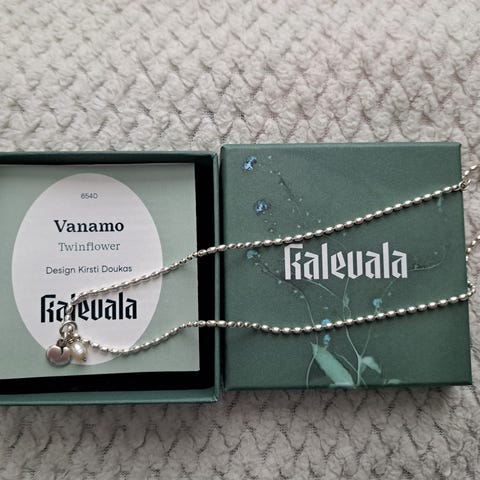 6540
Vanamo
Twinflower
Design Kirsti Doukas
Kalevala
Kalevala